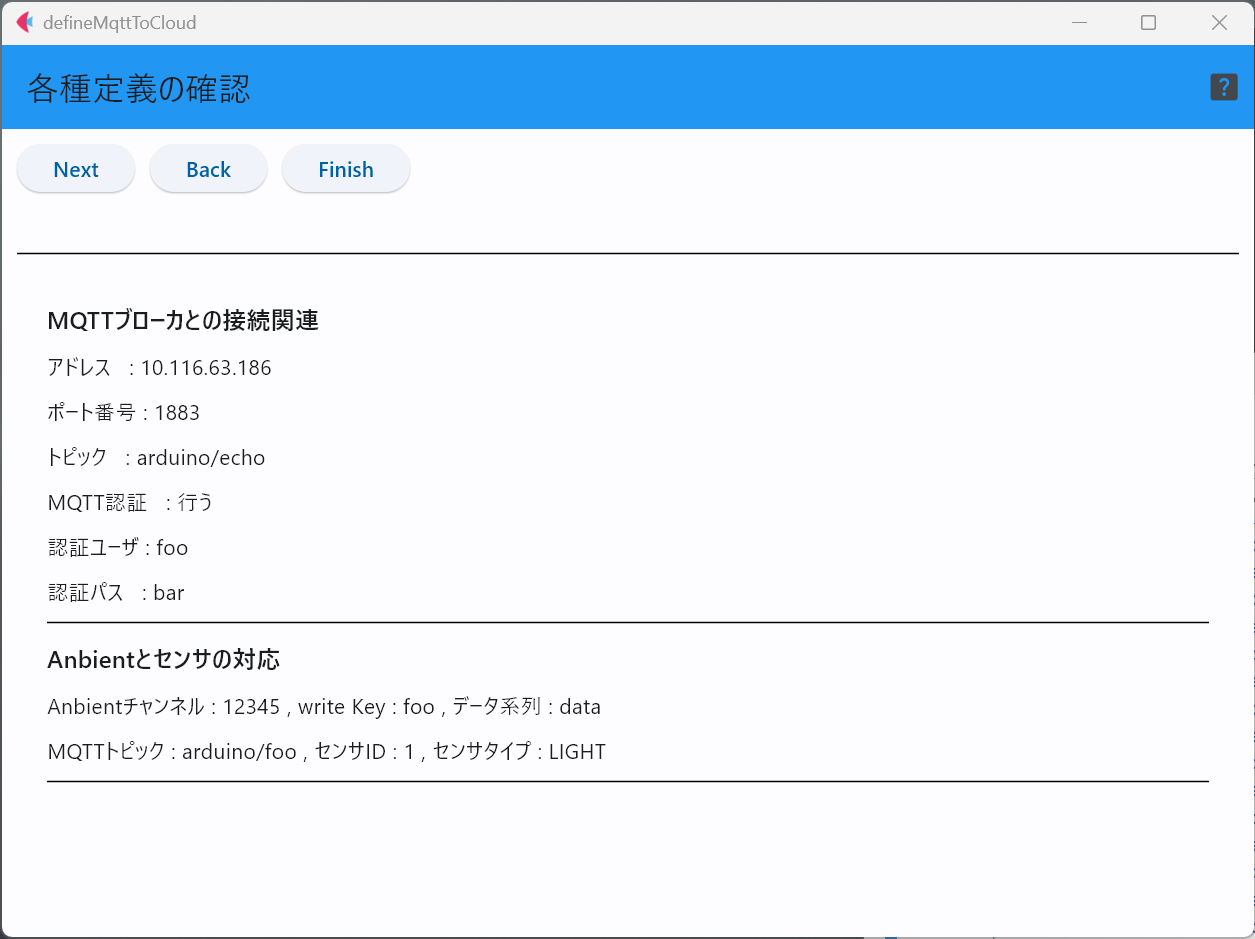 defineMqttToCloud
各種定義の確認
?
Next Back Finish
MQTTブローカとの接続関連
アドレス : 10.116.63.186
ポート番号 : 1883
トピック : arduino/echo
MQTT認証 : 行う
認証ユーザ : foo
認証パス : bar
Anbientとセンサの対応
Anbientチャンネル : 12345 , write Key : foo , データ系列 : data
MQTTトピック : arduino/foo , センサID : 1 , センサタイプ : LIGHT